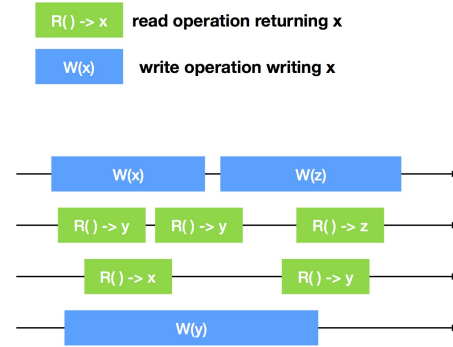 R( ) -> x read operation returning x
W(x) write operation writing x
W(x) W(z)
R( ) -> y R( ) -> y R( ) -> z
R( ) -> x R( ) -> y
W(y)